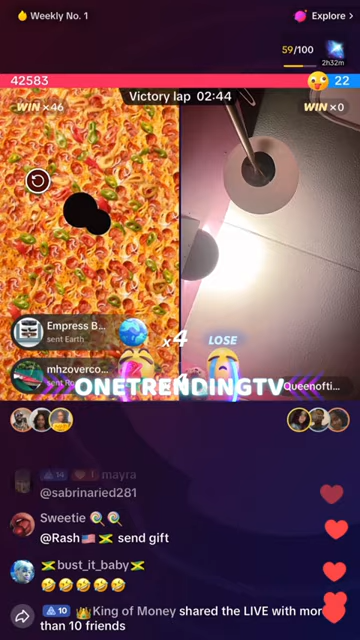 Weekly No. 1
Explore >
59/100
2h32m
42583
22
Victory lap 02:44
WIN ×46
WIN ×0
Empress B...
sent Earth
x4
LOSE
mhzoverco...
ONETRENDINGTV
Queenofti...
14
1
mayra
@sabrinaried281
Sweetie
@Rash send gift
bust_it_baby
10
King of Money shared the LIVE with more
than 10 friends